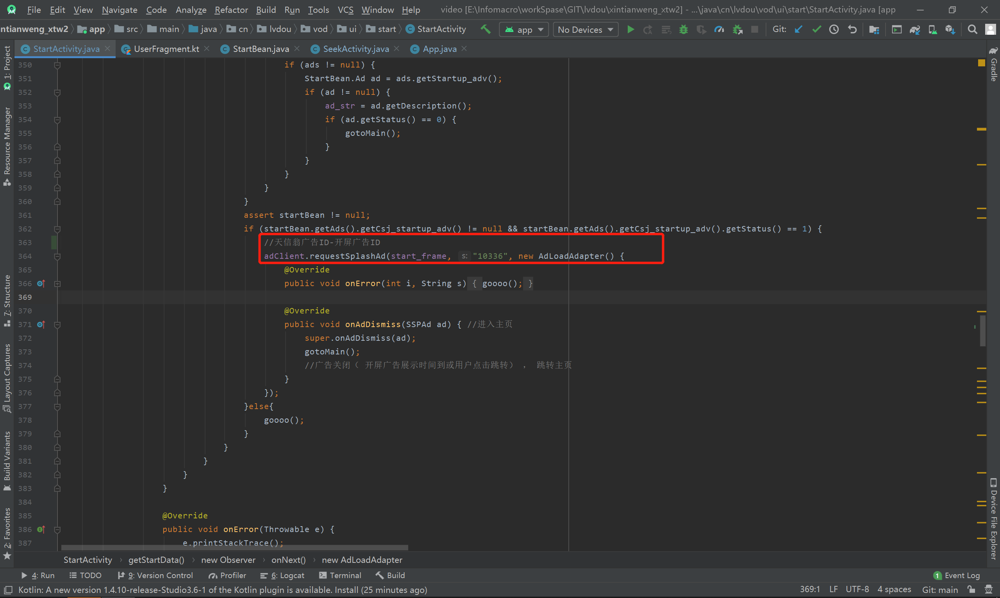 File Edit View Navigate Code Analyze Refactor Build Run Tools VCS Window Help video [E:\Infomacro\workSpase\GIT\lvdou\xintianweng_xtw2] - ...\java\cn\lvdou\vod\ui\start\StartActivity.java [app
ntianweng_xtw2 app src main java cn lvdou vod ui start StartActivity app No Devices Git:
StartActivity.java UserFragment.kt StartBean.java SeekActivity.java App.java
1: Project
Resource Manager
7: Structure
Layout Captures
Build Variants
2: Favorites
350 if (ads != null) {
351 StartBean.Ad ad = ads.getStartup_adv();
352 if (ad != null) {
353 ad_str = ad.getDescription();
354 if (ad.getStatus() == 0) {
355 gotoMain();
356 }
357 }
358 }
359 }
360 }
361 assert startBean != null;
362 if (startBean.getAds().getCsj_startup_adv() != null && startBean.getAds().getCsj_startup_adv().getStatus() == 1) {
363 //天信翁广告ID-开屏广告ID
364 adClient.requestSplashAd(start_frame, s: "10336", new AdLoadAdapter() {
365 @Override
366 public void onError(int i, String s) { goooo(); }
369
370 @Override
371 public void onAdDismiss(SSPAd ad) { //进入主页
372 super.onAdDismiss(ad);
373 gotoMain();
374 //广告关闭（ 开屏广告展示时间到或用户点击跳转） ， 跳转主页
375 }
376 });
377 }else{
378 goooo();
379 }
380 }
381 }
382 }
383 }
384
385 @Override
386 public void onError(Throwable e) {
387 e.printStackTrace();
Gradle
Device File Explorer
StartActivity › getStartData() › new Observer › onNext() › new AdLoadAdapter
4: Run TODO 9: Version Control Profiler 6: Logcat Terminal Build 1 Event Log
Kotlin: A new version 1.4.10-release-Studio3.6-1 of the Kotlin plugin is available. Install (25 minutes ago) 369:1 LF UTF-8 4 spaces Git: main